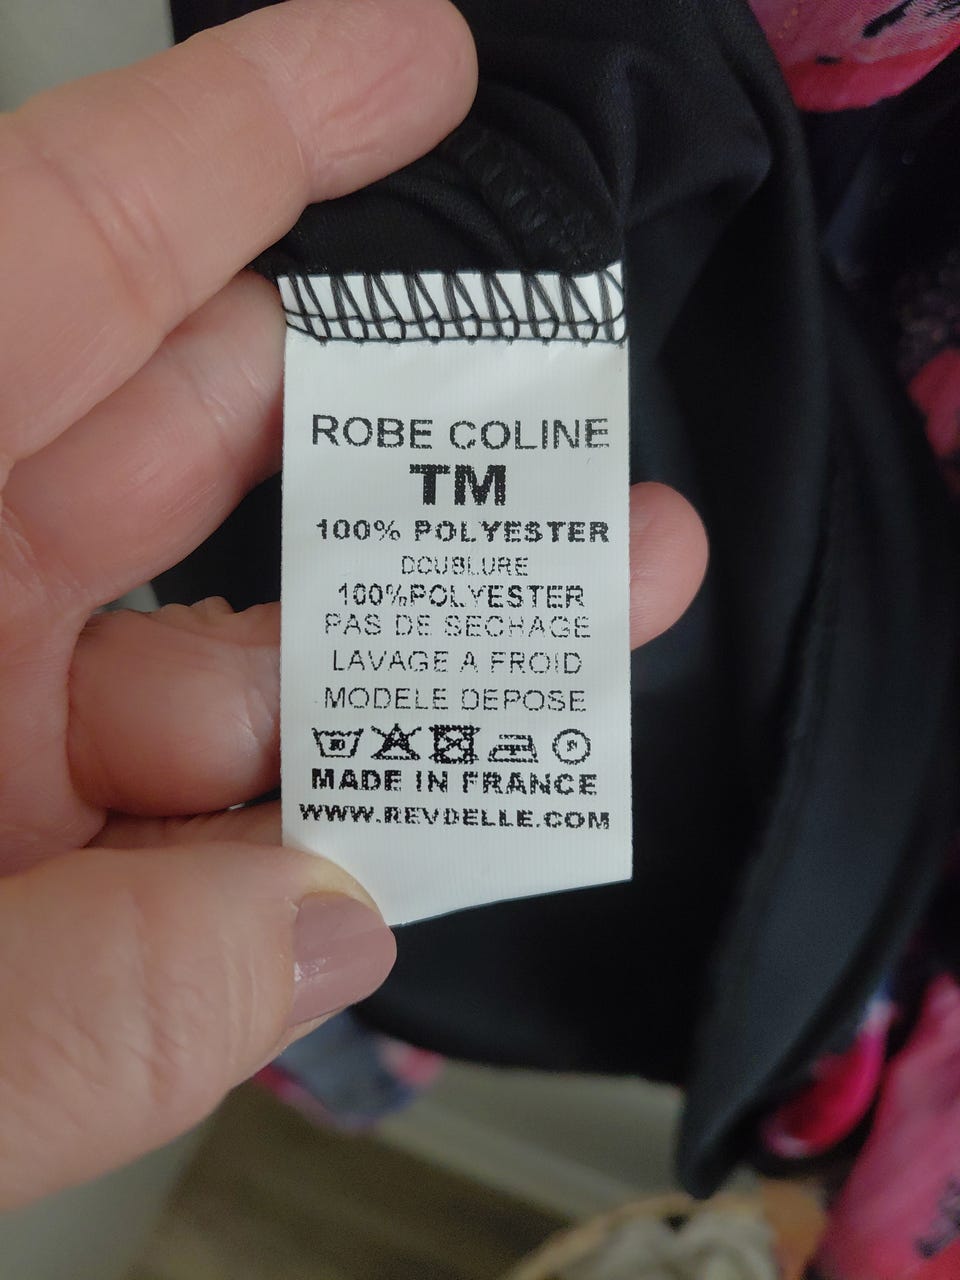 ROBE COLINE
TM
100% POLYESTER
DOUBLURE
100%POLYESTER
PAS DE SECHAGE
LAVAGE A FROID
MODELE DEPOSE
MADE IN FRANCE
WWW.REVDELLE.COM